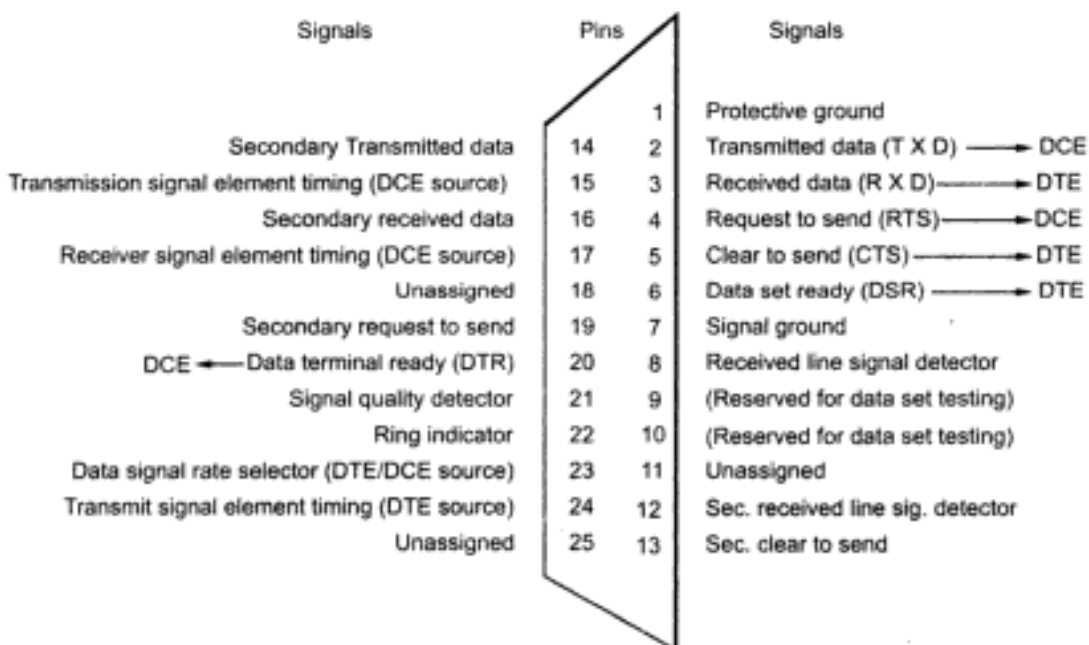 Signals Pins Signals
1 Protective ground
Secondary Transmitted data 14 2 Transmitted data (T X D) DCE
Transmission signal element timing (DCE source) 15 3 Received data (R X D) DTE
Secondary received data 16 4 Request to send (RTS) DCE
Receiver signal element timing (DCE source) 17 5 Clear to send (CTS) DTE
Unassigned 18 6 Data set ready (DSR) DTE
Secondary request to send 19 7 Signal ground
DCE Data terminal ready (DTR) 20 8 Received line signal detector
Signal quality detector 21 9 (Reserved for data set testing)
Ring indicator 22 10 (Reserved for data set testing)
Data signal rate selector (DTE/DCE source) 23 11 Unassigned
Transmit signal element timing (DTE source) 24 12 Sec. received line sig. detector
Unassigned 25 13 Sec. clear to send